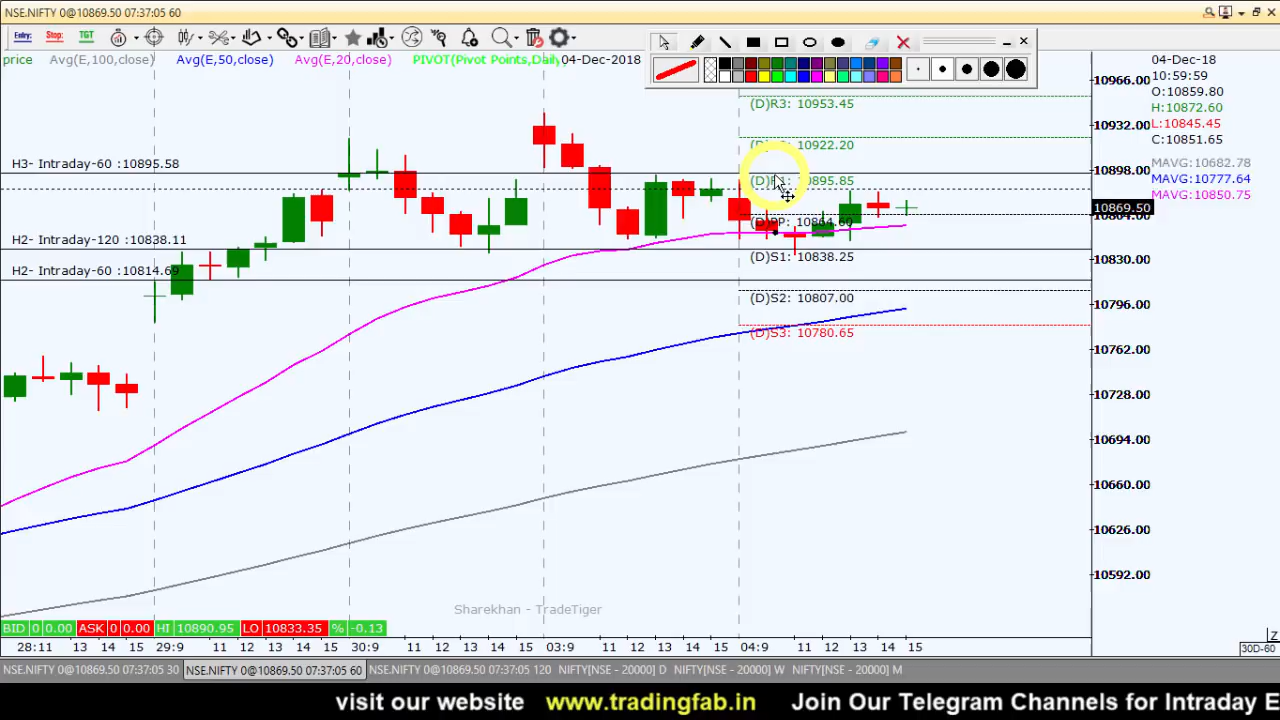 NSE.NIFTY 0@10869.50 07:37:05 60
Entry: Stop: TGT
price Avg(E,100,close) Avg(E,50,close) Avg(E,20,close) PIVOT(Pivot Points,Daily 04-Dec-2018
04-Dec-18
10:59:59
O:10859.80
H:10872.60
L:10845.45
C:10851.65
MAVG:10682.78
MAVG:10777.64
MAVG:10850.75
10966.00
10932.00
10898.00
10869.50
10864.00
10830.00
10796.00
10762.00
10728.00
10694.00
10660.00
10626.00
10592.00
(D)R3: 10953.45
10922.20
(D)R1: 10895.85
(D)PP: 10864.60
(D)S1: 10838.25
(D)S2: 10807.00
(D)S3: 10780.65
H3- Intraday-60 :10895.58
H2- Intraday-120 :10838.11
H2- Intraday-60 :10814.69
Sharekhan - TradeTiger
BID 0 0.00 ASK 0 0.00 HI 10890.95 LO 10833.35 % -0.13
28:11 13 14 15 29:9 11 12 13 14 15 30:9 11 12 13 14 15 03:9 11 12 13 14 15 04:9 11 12 13 14 15
Z
30D-60
NSE.NIFTY 0@10869.50 07:37:05 30 NSE.NIFTY 0@10869.50 07:37:05 60 NSE.NIFTY 0@10869.50 07:37:05 120 NIFTY[NSE - 20000] D NIFTY[NSE - 20000] W NIFTY[NSE - 20000] M
visit our website www.tradingfab.in Join Our Telegram Channels for Intraday E